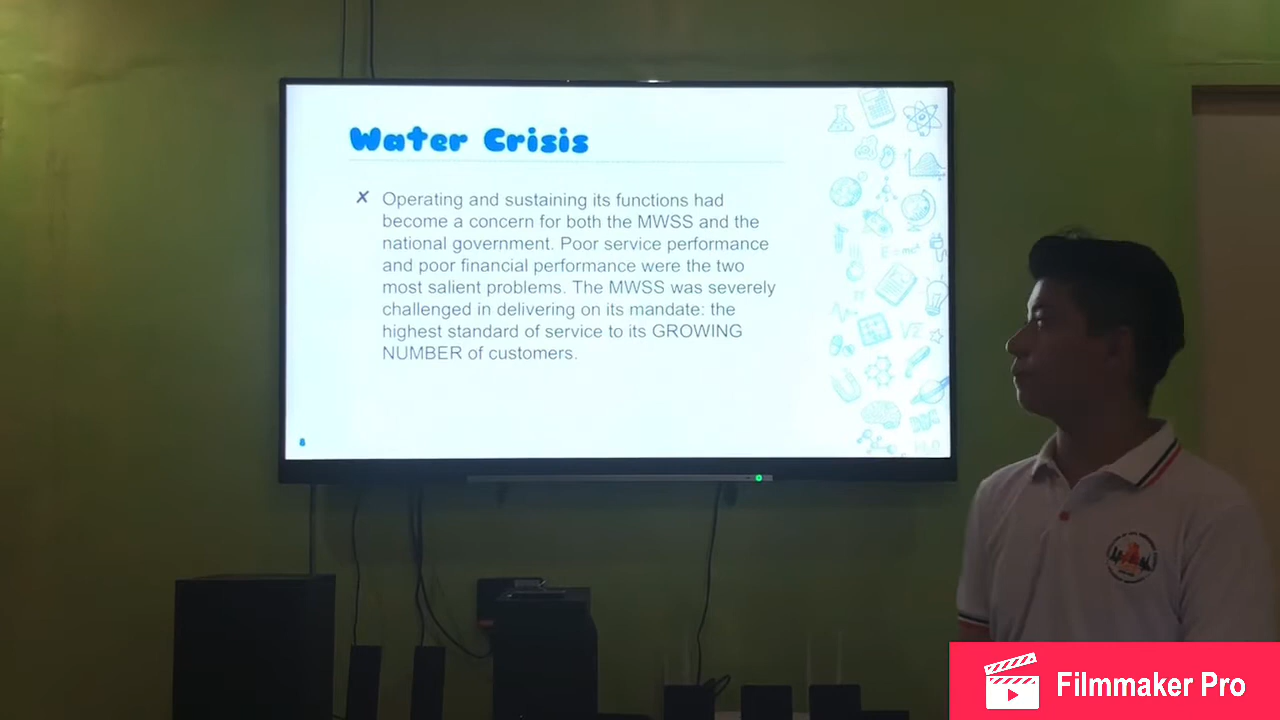 Water Crisis
✗ Operating and sustaining its functions had
become a concern for both the MWSS and the
national government. Poor service performance
and poor financial performance were the two
most salient problems. The MWSS was severely
challenged in delivering on its mandate: the
highest standard of service to its GROWING
NUMBER of customers.
8
Filmmaker Pro